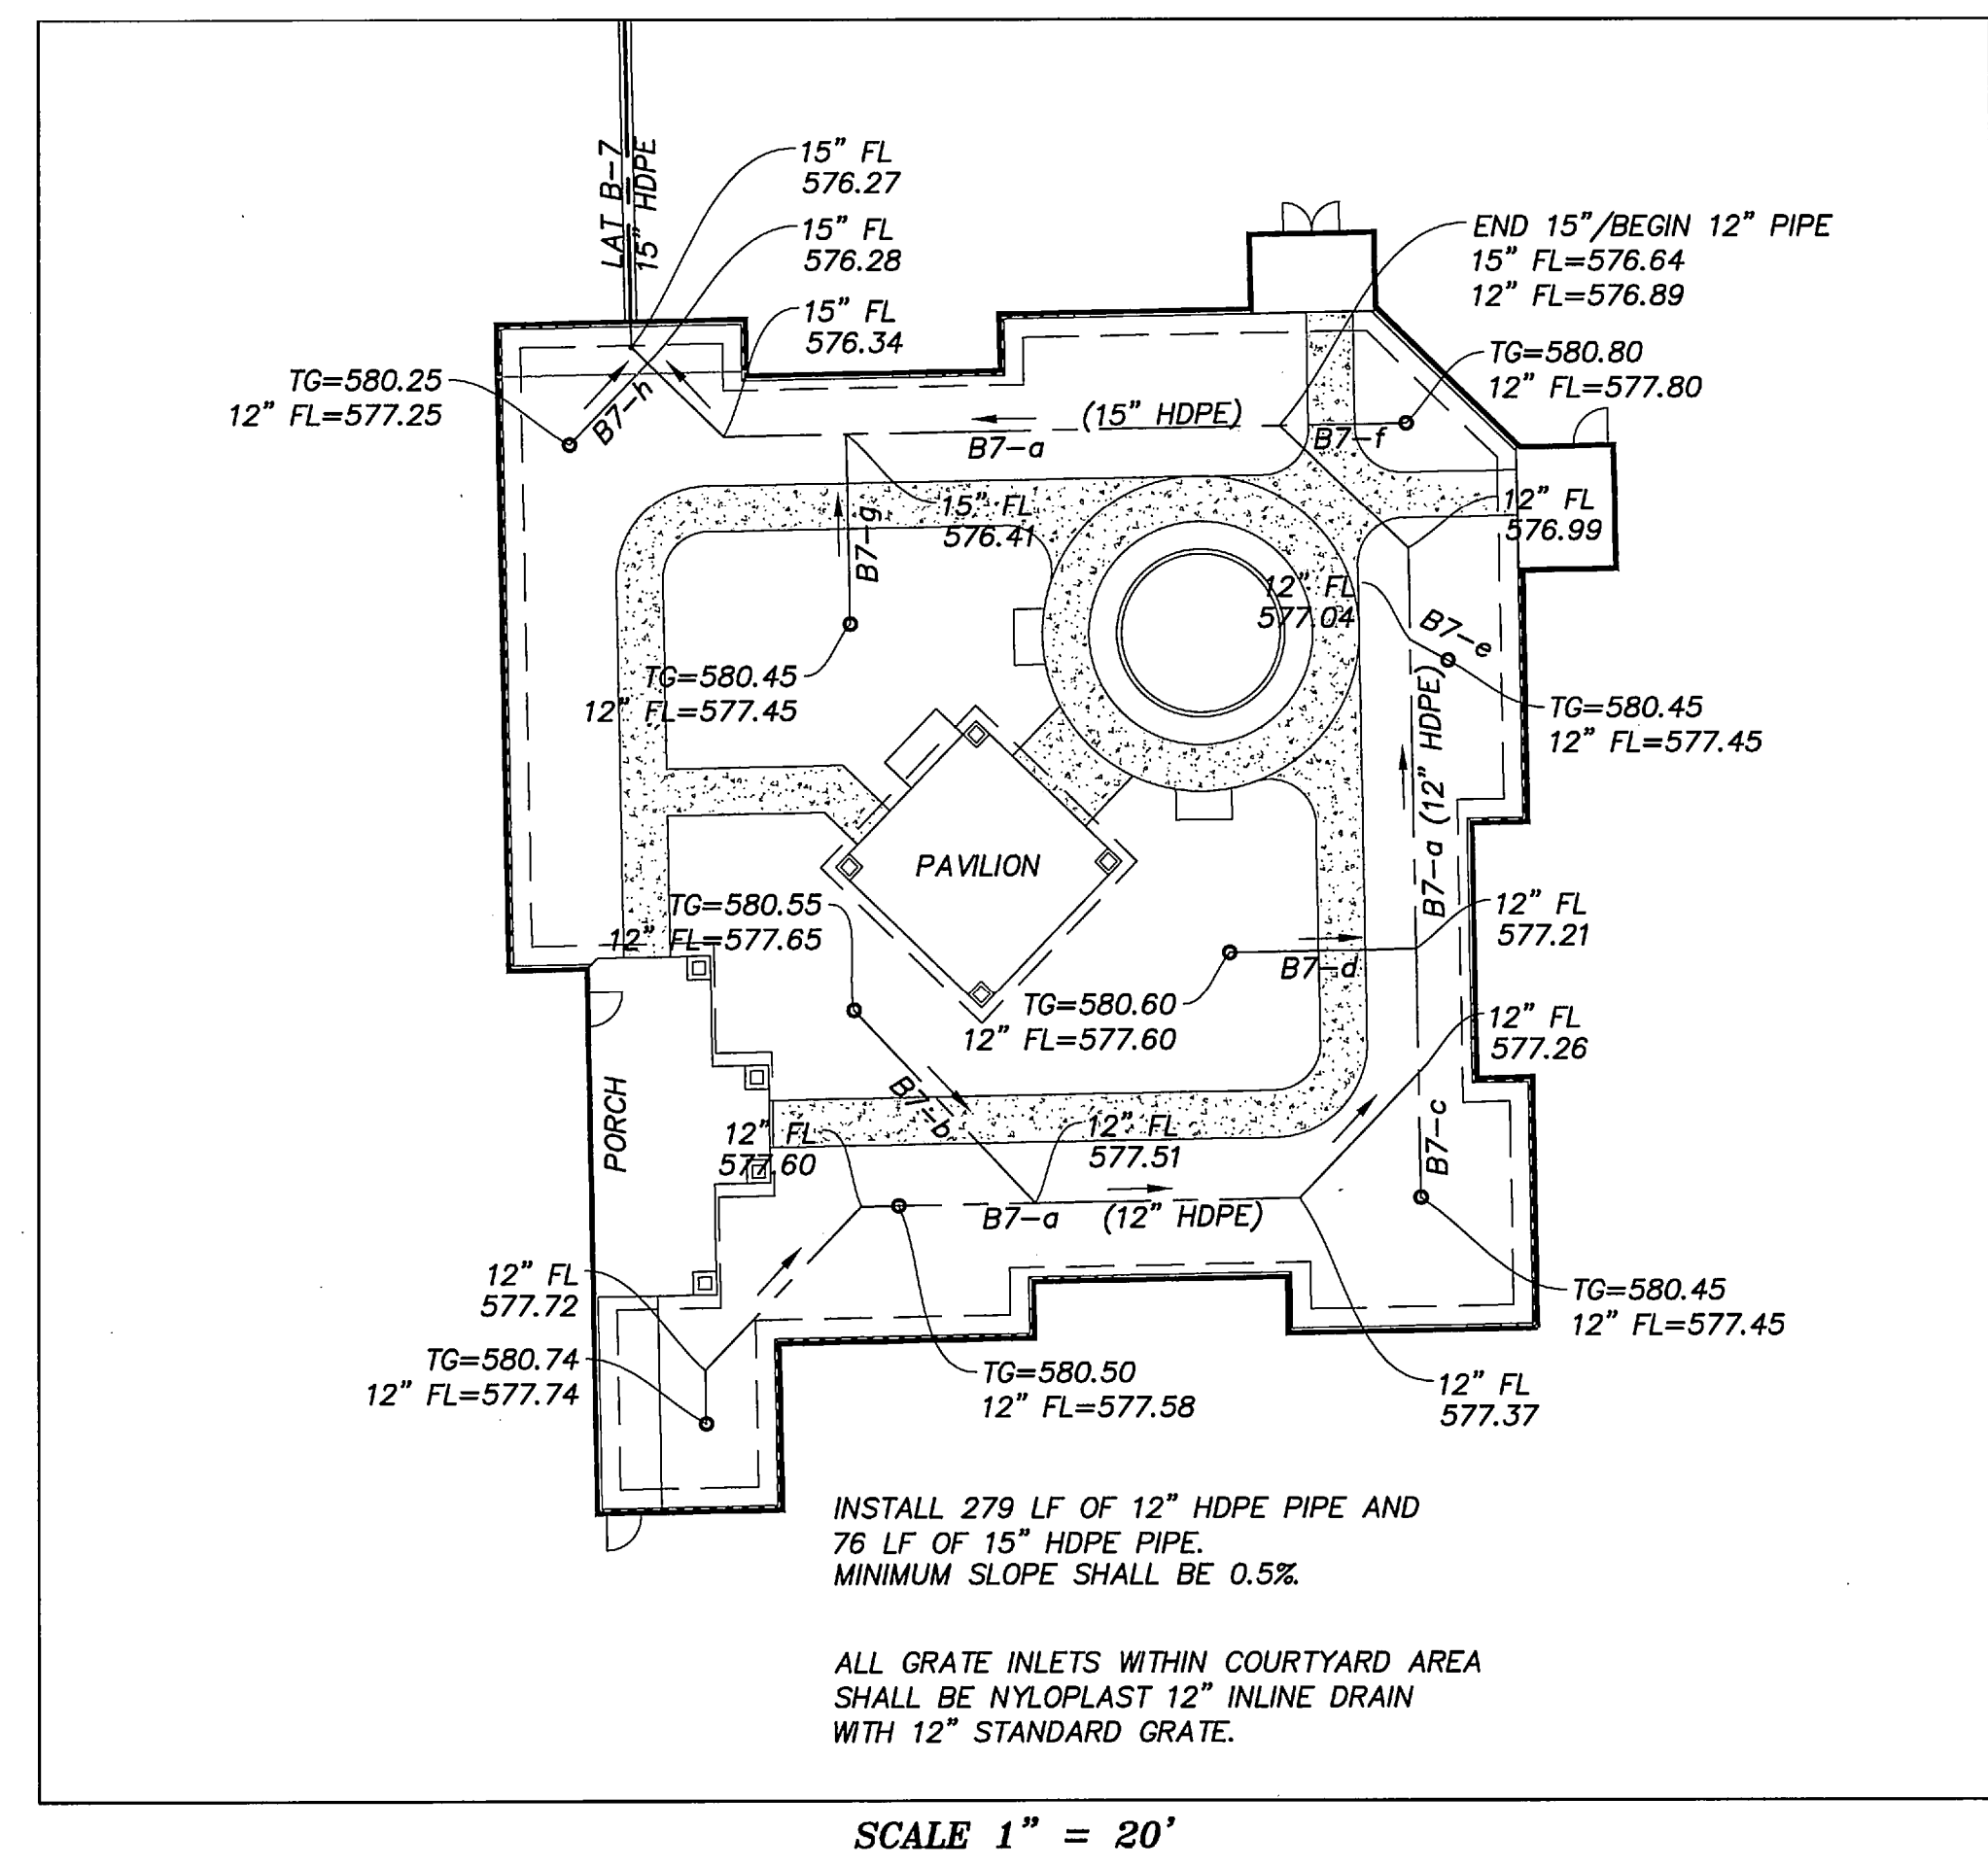 LAT B-7
15" HDPE
15" FL
576.27
15" FL
576.28
15" FL
576.34
END 15"/BEGIN 12" PIPE
15" FL=576.64
12" FL=576.89
TG=580.25
12" FL=577.25
B7-h
(15" HDPE)
B7-a
B7-f
TG=580.80
12" FL=577.80
15" FL
576.41
B7-g
12" FL
576.99
12" FL
577.04
B7-e
TG=580.45
12" FL=577.45
TG=580.45
12" FL=577.45
B7-a (12" HDPE)
PAVILION
TG=580.55
12" FL=577.65
12" FL
577.21
B7-d
TG=580.60
12" FL=577.60
12" FL
577.26
PORCH
B7-b
12" FL
577.60
12" FL
577.51
B7-c
B7-a (12" HDPE)
12" FL
577.72
TG=580.74
12" FL=577.74
TG=580.50
12" FL=577.58
TG=580.45
12" FL=577.45
12" FL
577.37
INSTALL 279 LF OF 12" HDPE PIPE AND
76 LF OF 15" HDPE PIPE.
MINIMUM SLOPE SHALL BE 0.5%.
ALL GRATE INLETS WITHIN COURTYARD AREA
SHALL BE NYLOPLAST 12" INLINE DRAIN
WITH 12" STANDARD GRATE.
SCALE 1" = 20'